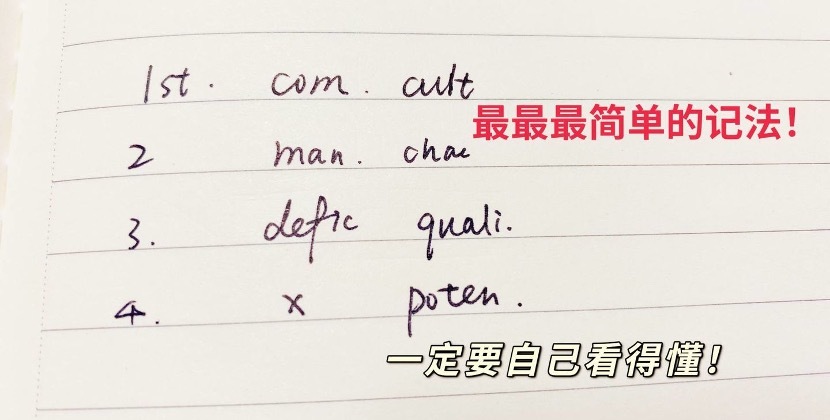 1st. com. cult
最最最简单的记法!
2 man. chae
3. defic quali.
4. x poten.
一定要自己看得懂!